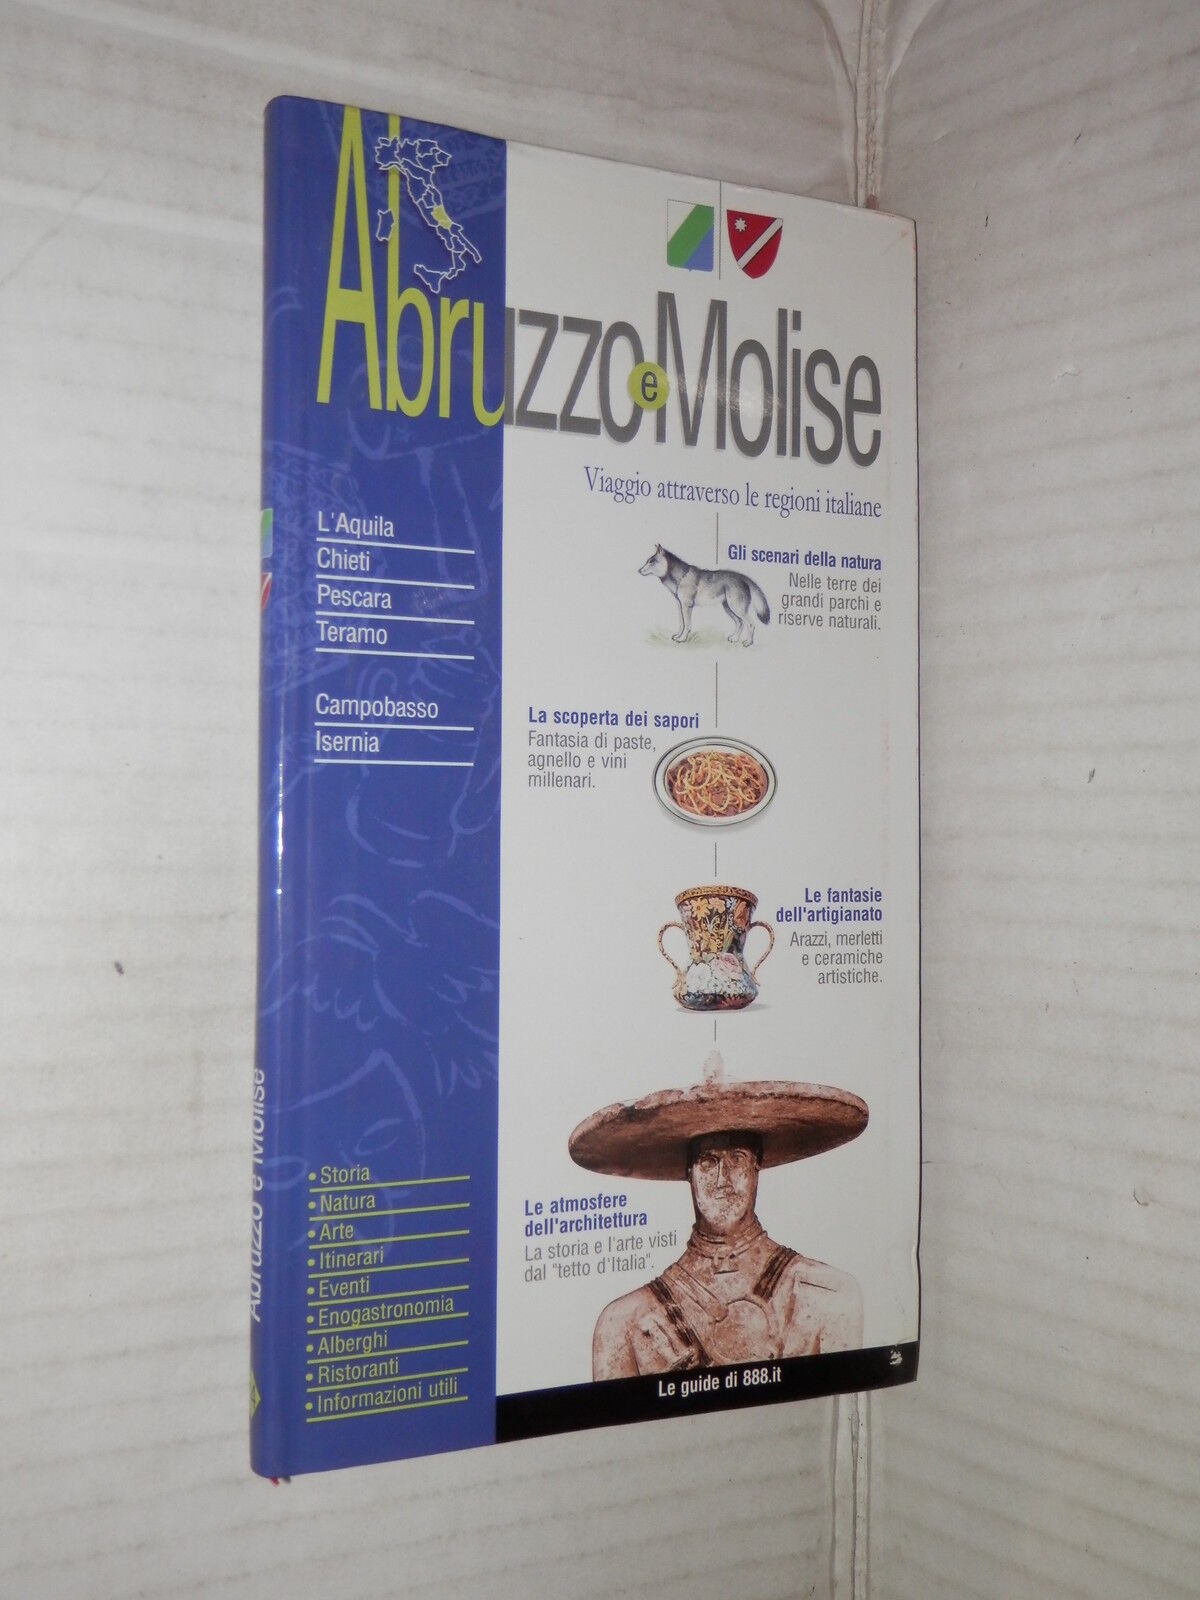 Abruzzo e Molise
Viaggio attraverso le regioni italiane
L'Aquila
Chieti
Pescara
Teramo
Campobasso
Isernia
Gli scenari della natura
Nelle terre dei
grandi parchi e
riserve naturali.
La scoperta dei sapori
Fantasia di paste,
agnello e vini
millenari.
Le fantasie
dell'artigianato
Arazzi, merletti
e ceramiche
artistiche.
Le atmosfere
dell'architettura
La storia e l'arte visti
dal "tetto d'Italia".
• Storia
• Natura
• Arte
• Itinerari
• Eventi
• Enogastronomia
• Alberghi
• Ristoranti
• Informazioni utili
Le guide di 888.it
Abruzzo e Molise